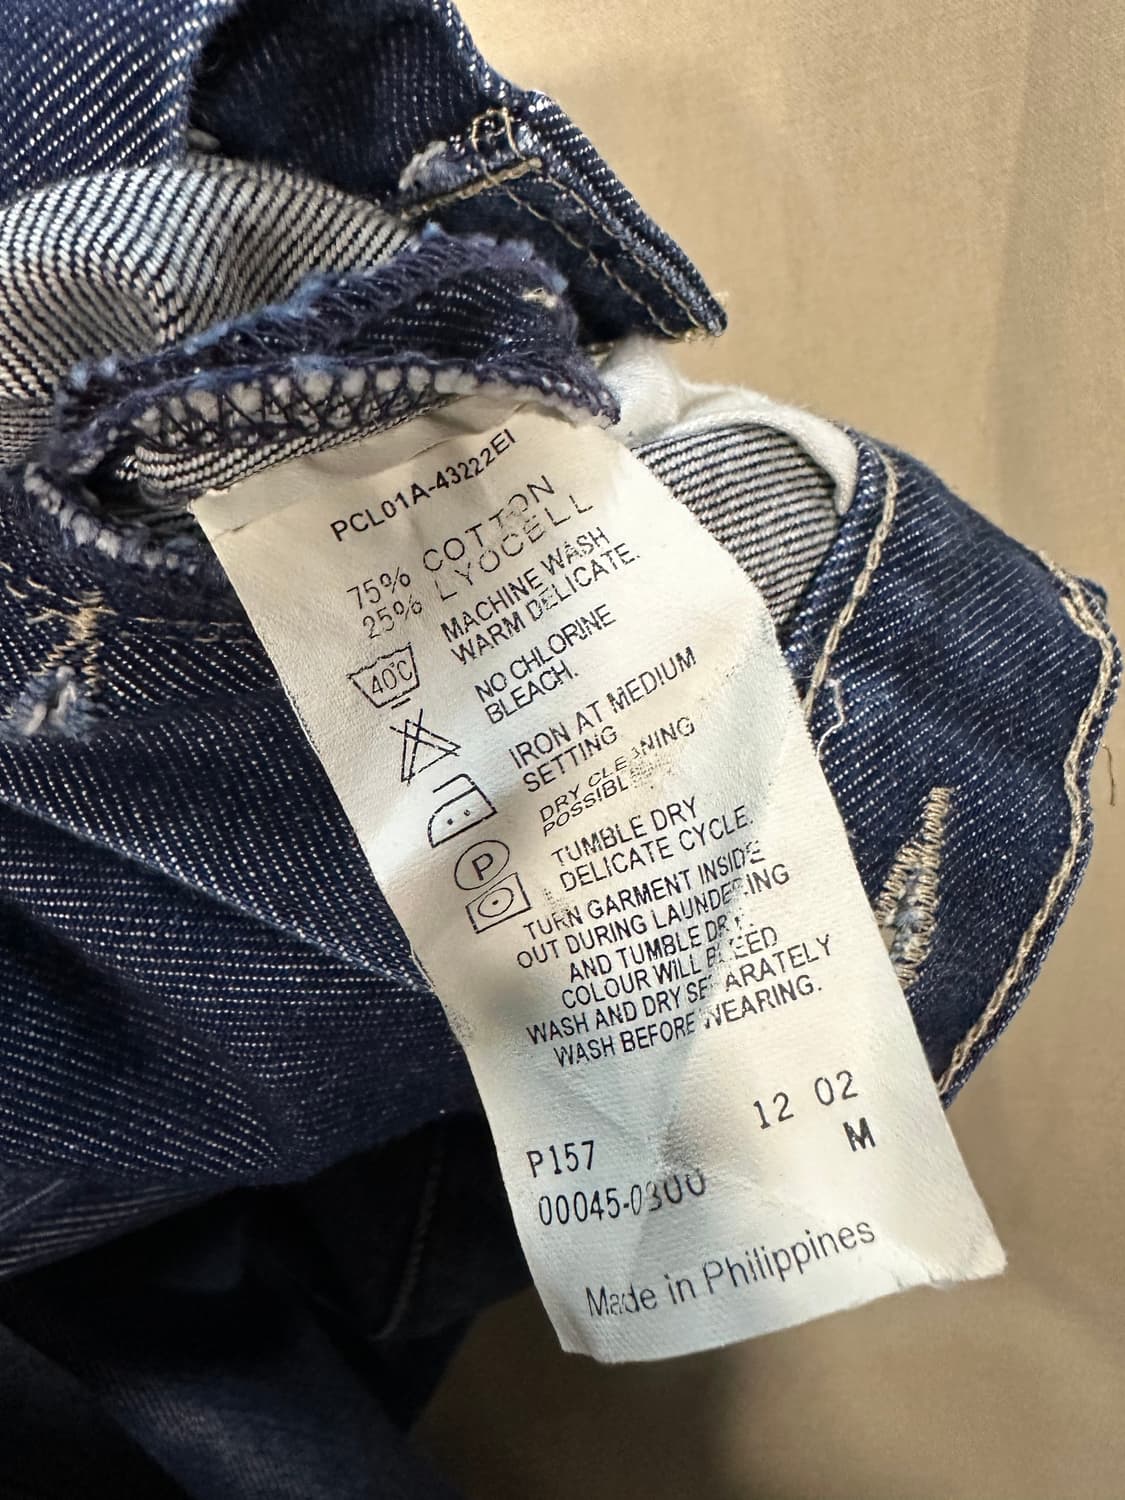 PCL01A-43222EI
75% COTTON
25% LYOCELL
40°C
MACHINE WASH
WARM DELICATE.
NO CHLORINE
BLEACH.
IRON AT MEDIUM
SETTING
P
DRY CLEANING
POSSIBLE
TUMBLE DRY
DELICATE CYCLE.
TURN GARMENT INSIDE
OUT DURING LAUNDERING
AND TUMBLE DRY.
COLOUR WILL BLEED
WASH AND DRY SEPARATELY
WASH BEFORE WEARING.
12 02
M
P157
00045-0300
Made in Philippines